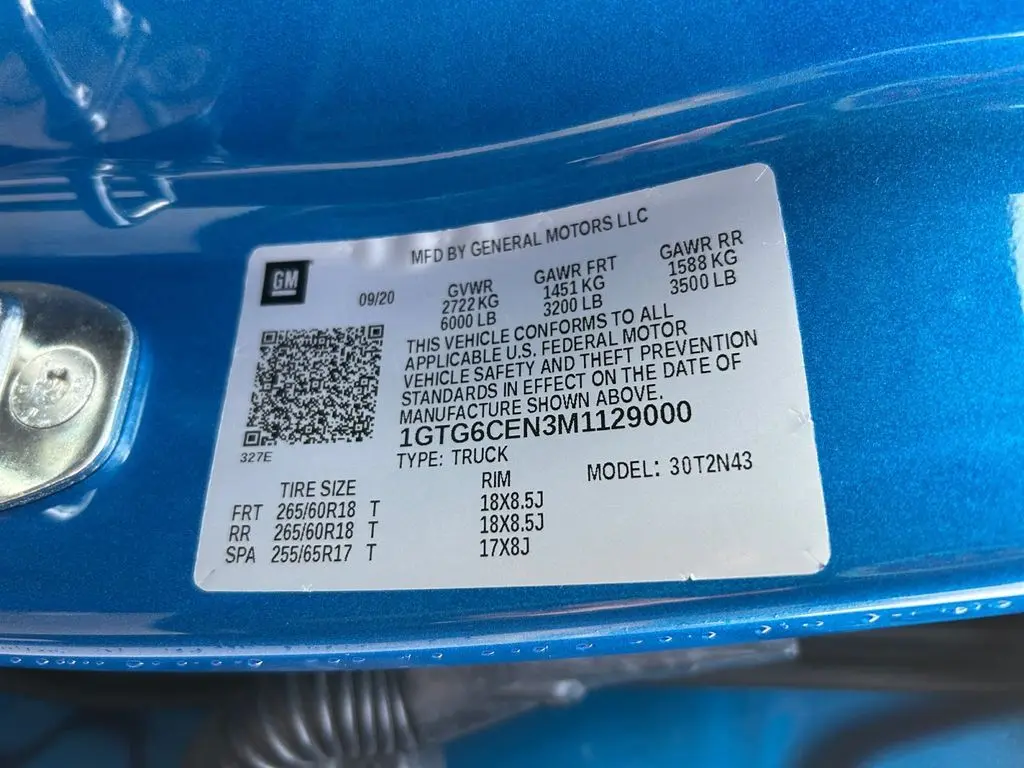 MFD BY GENERAL MOTORS LLC
GM
09/20
GVWR
2722 KG
6000 LB
GAWR FRT
1451 KG
3200 LB
GAWR RR
1588 KG
3500 LB
THIS VEHICLE CONFORMS TO ALL
APPLICABLE U.S. FEDERAL MOTOR
VEHICLE SAFETY AND THEFT PREVENTION
STANDARDS IN EFFECT ON THE DATE OF
MANUFACTURE SHOWN ABOVE.
1GTG6CEN3M1129000
327E
TYPE: TRUCK
MODEL: 30T2N43
TIRE SIZE RIM
FRT 265/60R18 T 18X8.5J
RR 265/60R18 T 18X8.5J
SPA 255/65R17 T 17X8J